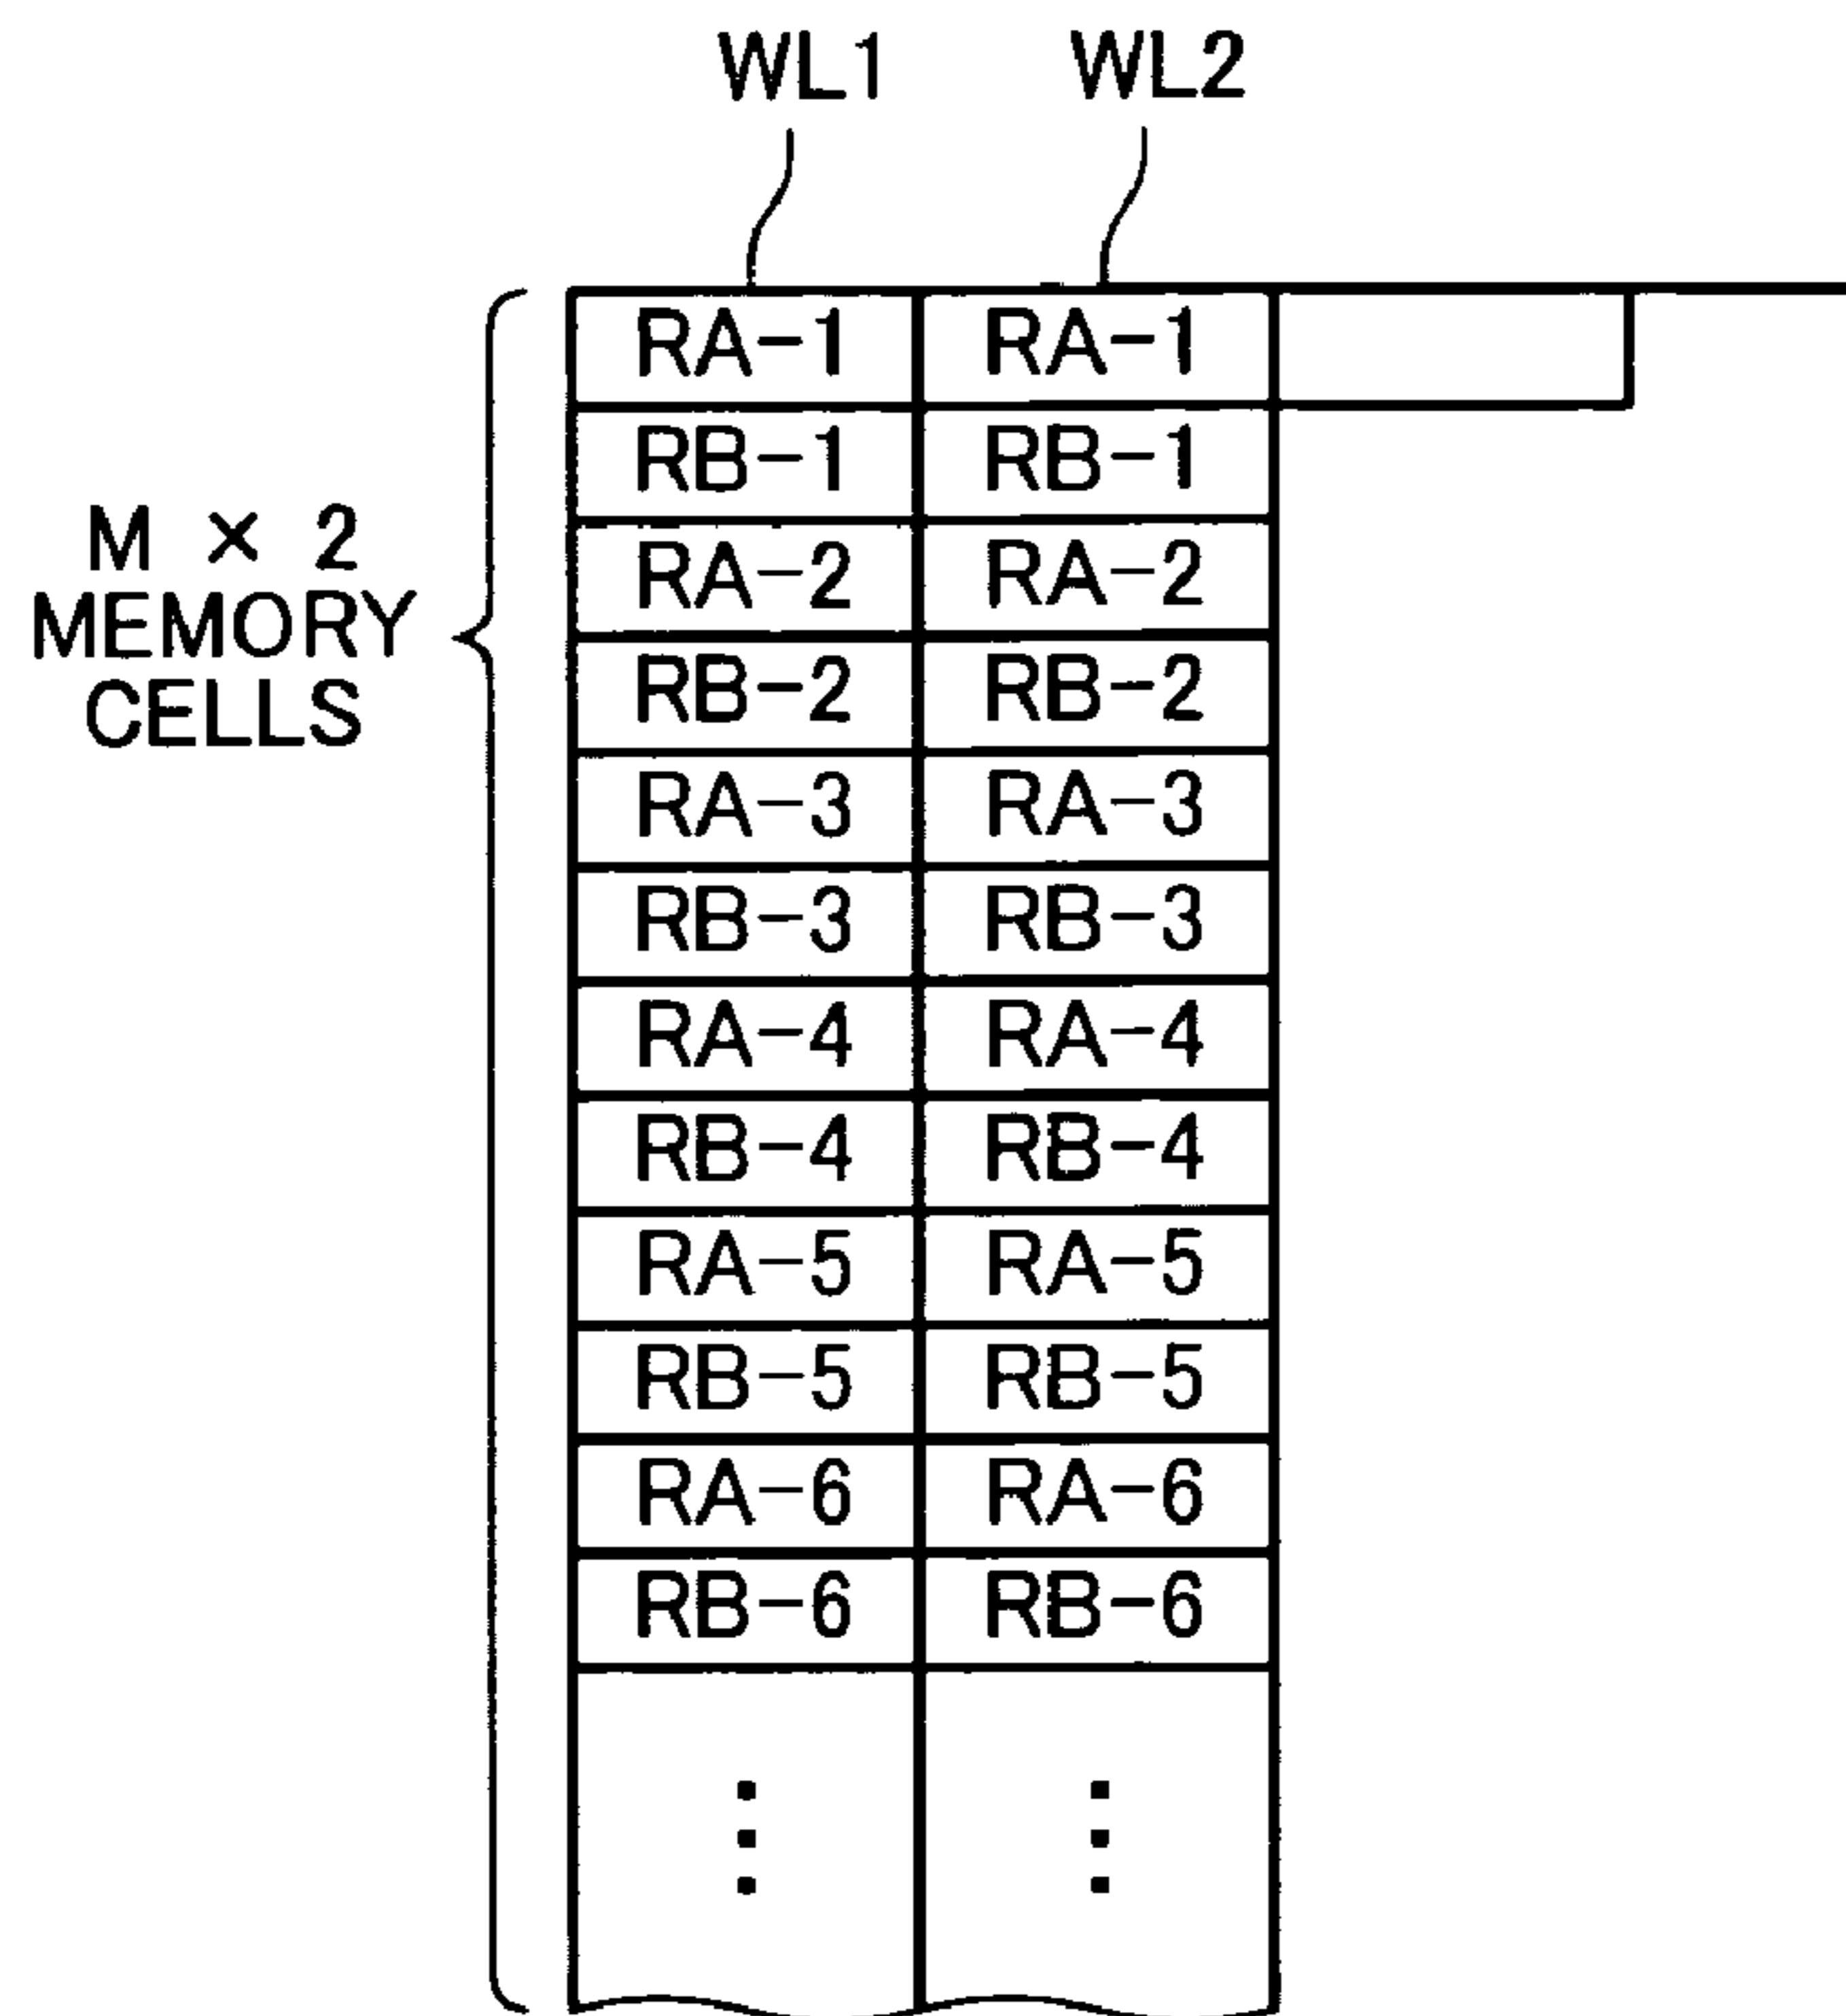 WL1 WL2
RA-1 RA-1
RB-1 RB-1
M × 2
MEMORY
CELLS
RA-2 RA-2
RB-2 RB-2
RA-3 RA-3
RB-3 RB-3
RA-4 RA-4
RB-4 RB-4
RA-5 RA-5
RB-5 RB-5
RA-6 RA-6
RB-6 RB-6